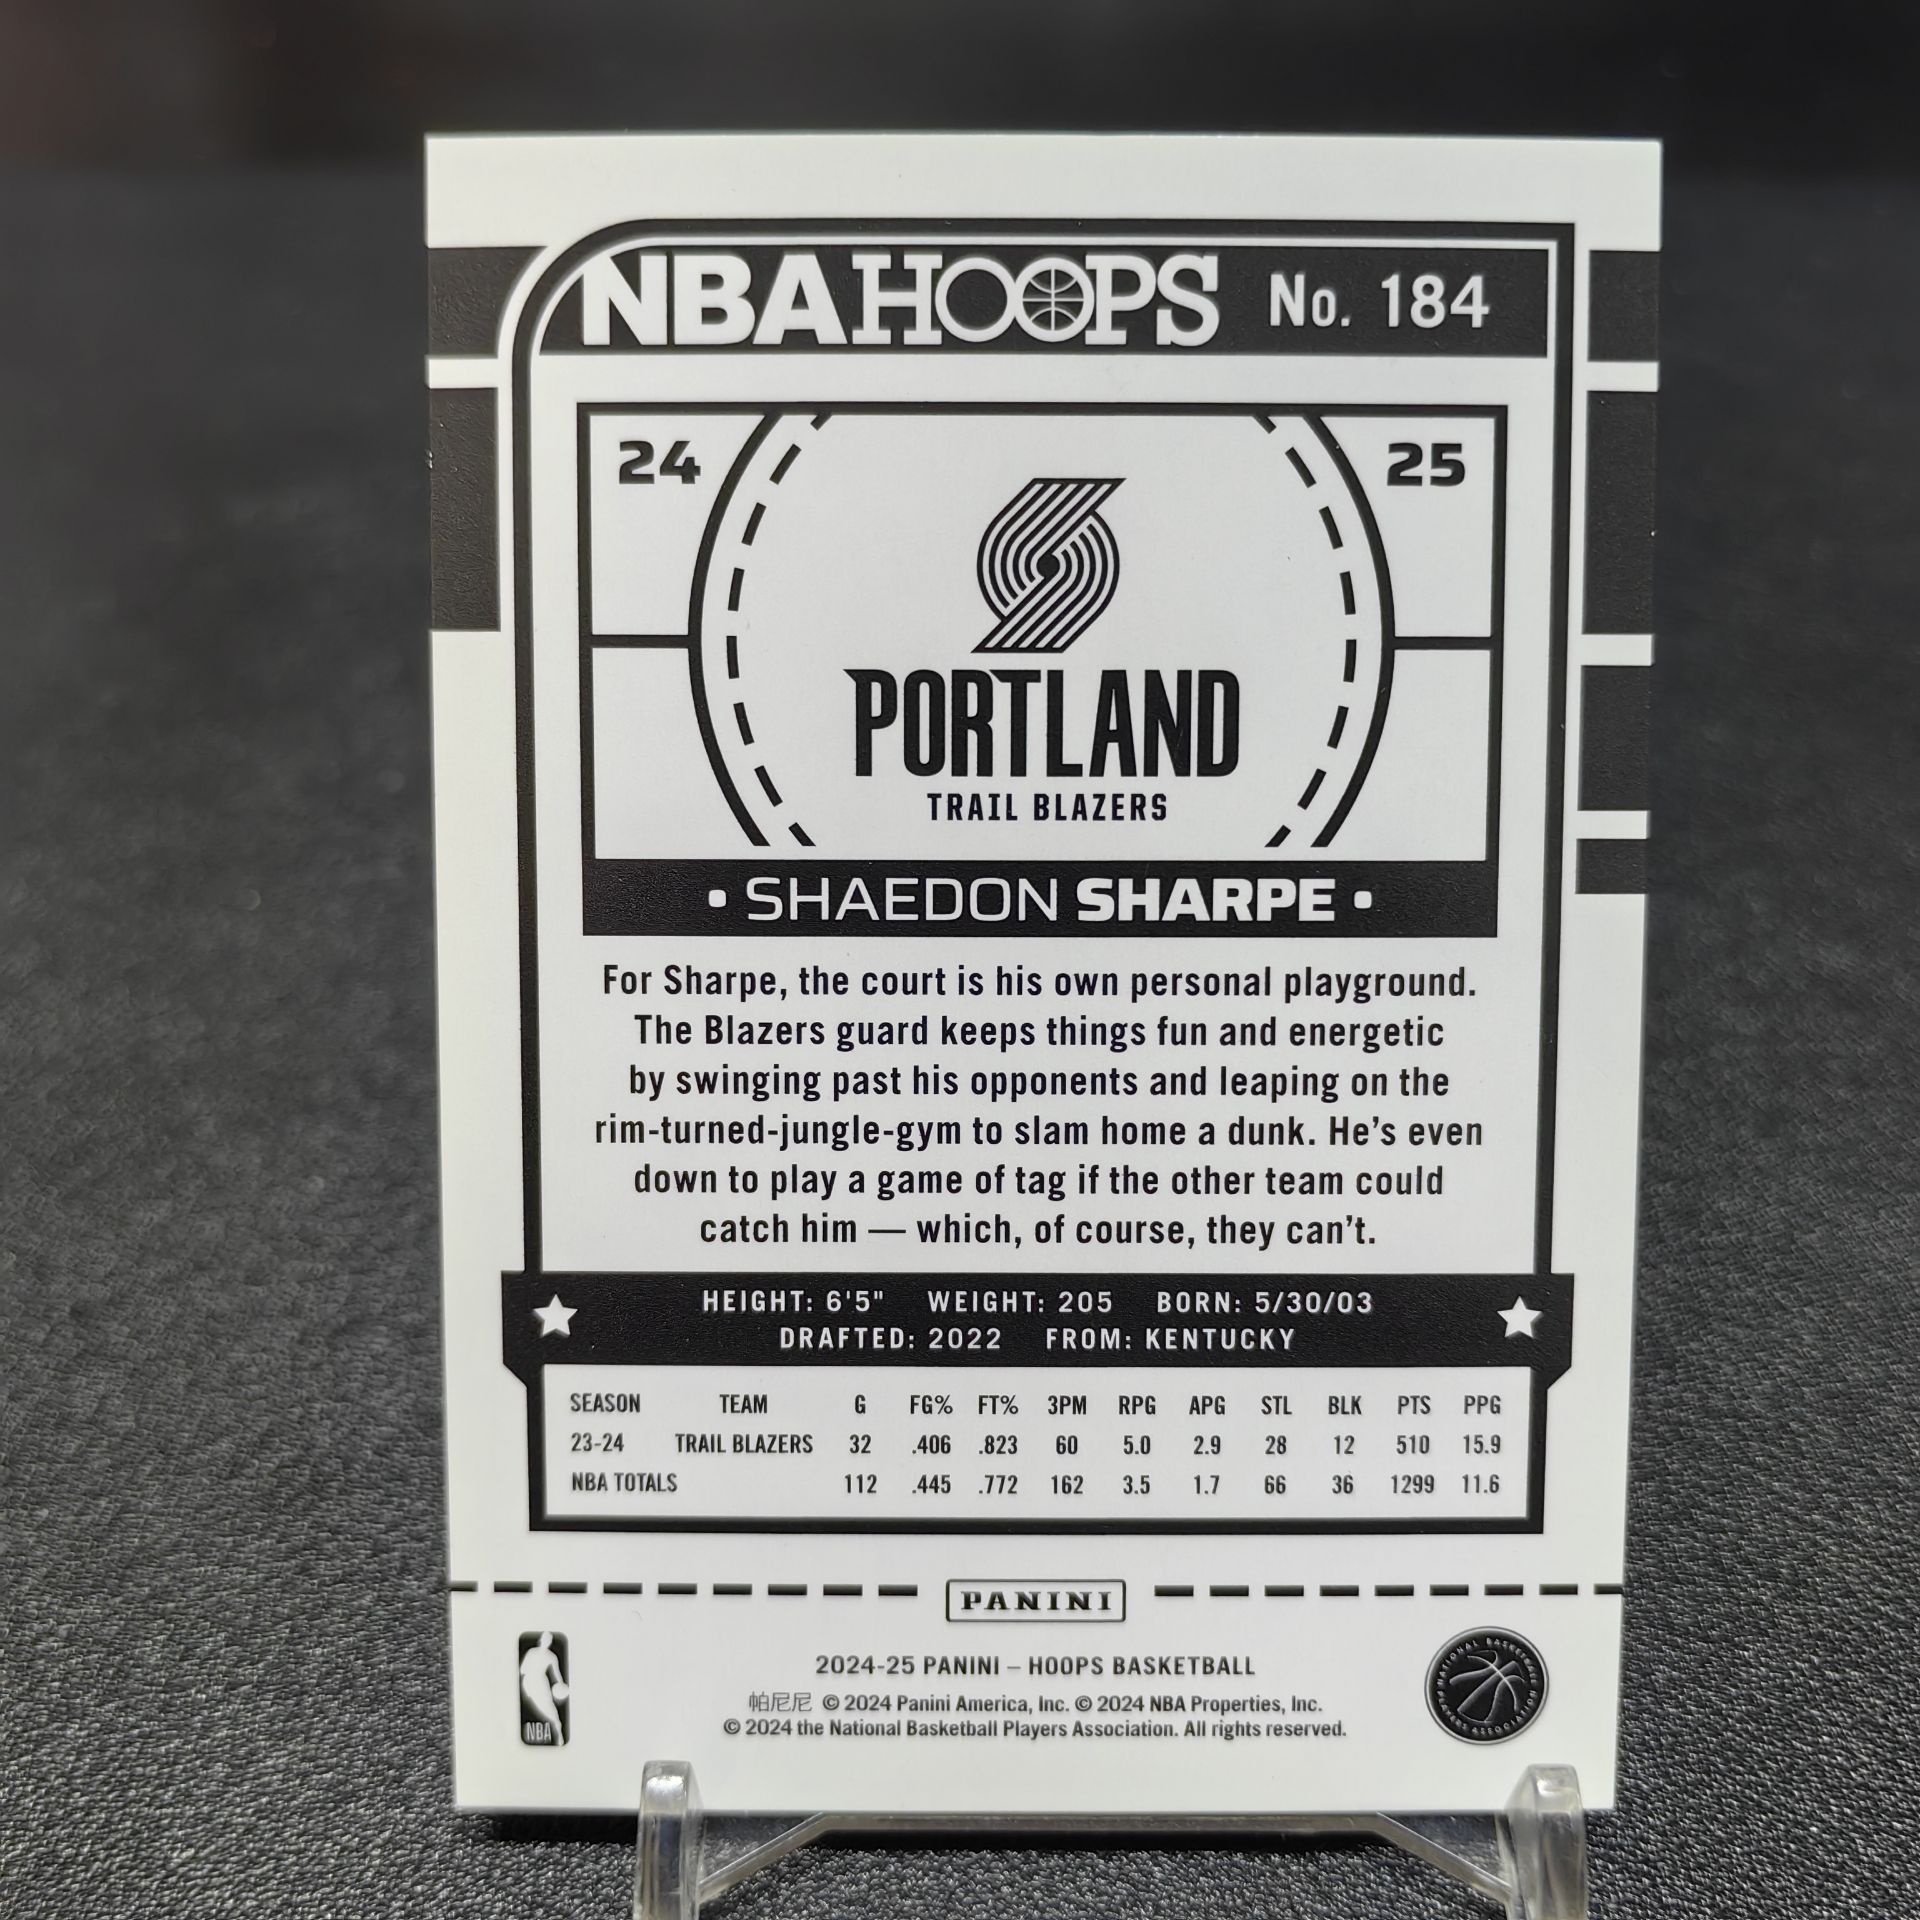 NBA HOOPS No. 184
24 25
PORTLAND
TRAIL BLAZERS
• SHAEDON SHARPE •
For Sharpe, the court is his own personal playground.
The Blazers guard keeps things fun and energetic
by swinging past his opponents and leaping on the
rim-turned-jungle-gym to slam home a dunk. He's even
down to play a game of tag if the other team could
catch him — which, of course, they can't.
HEIGHT: 6'5" WEIGHT: 205 BORN: 5/30/03
DRAFTED: 2022 FROM: KENTUCKY
SEASON TEAM G FG% FT% 3PM RPG APG STL BLK PTS PPG
23-24 TRAIL BLAZERS 32 .406 .823 60 5.0 2.9 28 12 510 15.9
NBA TOTALS 112 .445 .772 162 3.5 1.7 66 36 1299 11.6
PANINI
2024-25 PANINI – HOOPS BASKETBALL
帕尼尼 © 2024 Panini America, Inc. © 2024 NBA Properties, Inc.
© 2024 the National Basketball Players Association. All rights reserved.
NBA
NATIONAL BASKETBALL PLAYERS ASSOCIATION